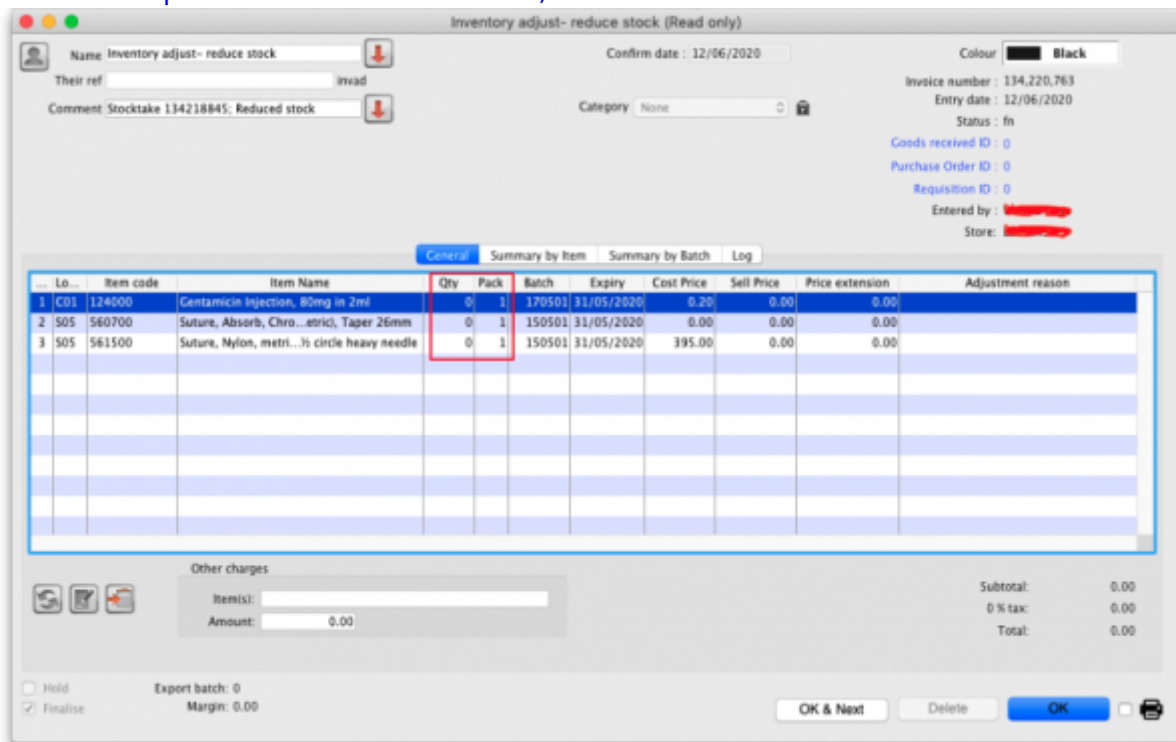 Inventory adjust- reduce stock (Read only)
Name Inventory adjust- reduce stock
Confirm date : 12/06/2020
Colour Black
Their ref invad
Invoice number : 134,220,763
Comment Stocktake 134218845; Reduced stock
Category None
Entry date : 12/06/2020
Status : fn
Goods received ID : 0
Purchase Order ID : 0
Requisition ID : 0
Entered by :
Store:
General Summary by Item Summary by Batch Log
... Lo... Item code Item Name Qty Pack Batch Expiry Cost Price Sell Price Price extension Adjustment reason
1 C01 124000 Gentamicin Injection, 80mg in 2ml 0 1 170501 31/05/2020 0.20 0.00 0.00
2 S05 560700 Suture, Absorb, Chro...etric), Taper 26mm 0 1 150501 31/05/2020 0.00 0.00 0.00
3 S05 561500 Suture, Nylon, metri...½ circle heavy needle 0 1 150501 31/05/2020 395.00 0.00 0.00
Other charges
Item(s):
Amount: 0.00
Subtotal: 0.00
0 % tax: 0.00
Total: 0.00
Hold Export batch: 0
Finalise Margin: 0.00
OK & Next Delete OK